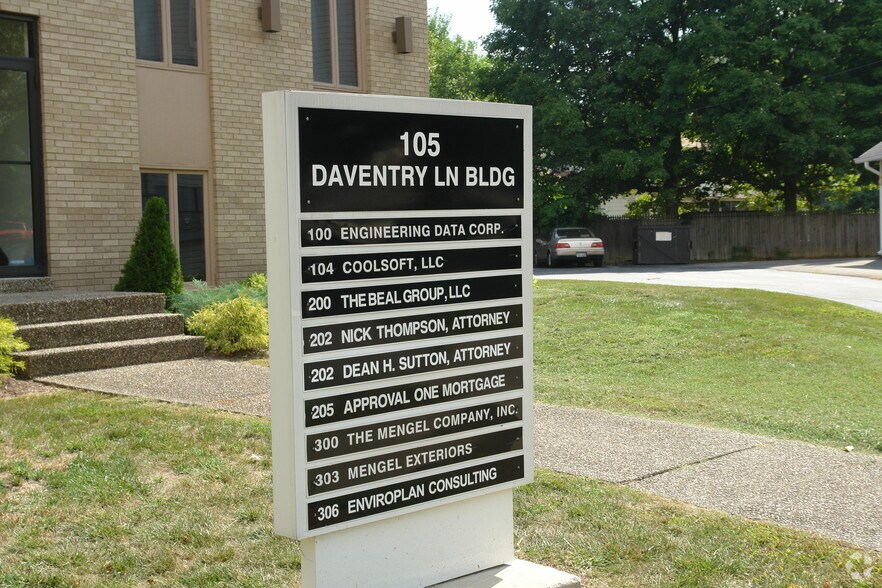 105
DAVENTRY LN BLDG
100 ENGINEERING DATA CORP.
104 COOLSOFT, LLC
200 THE BEAL GROUP, LLC
202 NICK THOMPSON, ATTORNEY
202 DEAN H. SUTTON, ATTORNEY
205 APPROVAL ONE MORTGAGE
300 THE MENGEL COMPANY, INC.
303 MENGEL EXTERIORS
306 ENVIROPLAN CONSULTING